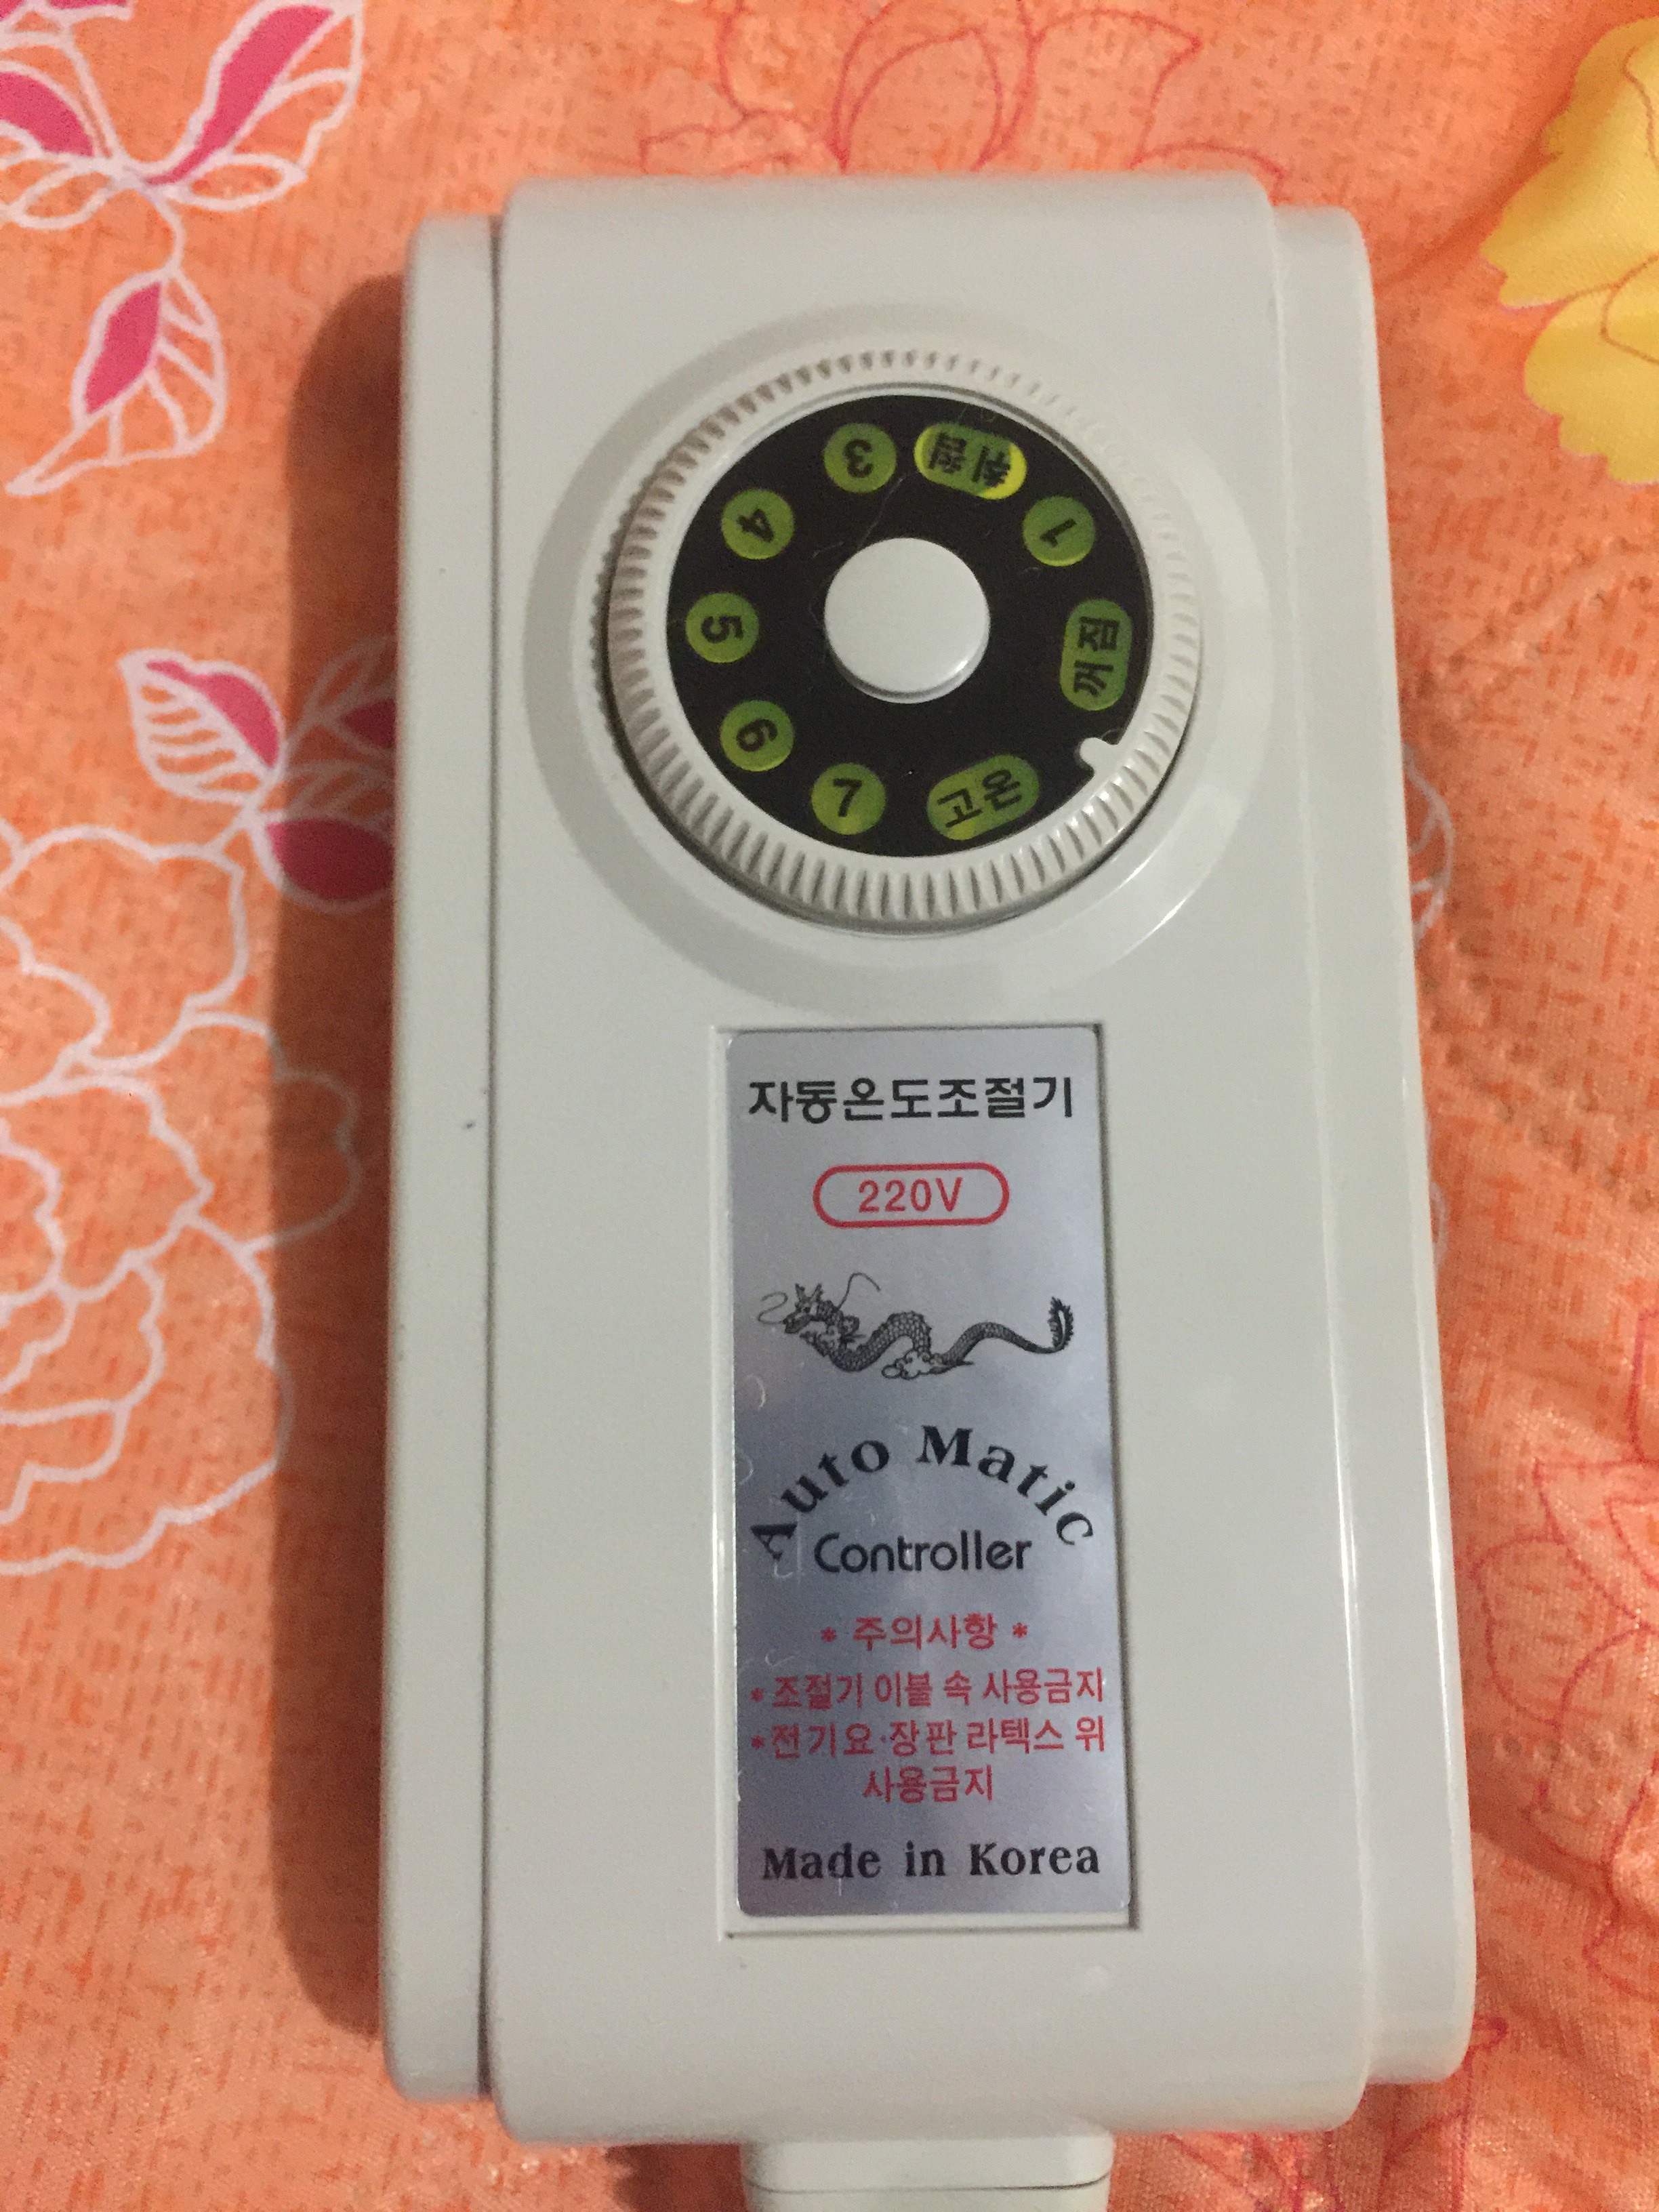 꺼짐
1
취침
3
4
5
6
7
고온
자동온도조절기
220V
Auto Matic
Controller
* 주의사항 *
* 조절기 이불 속 사용금지
* 전기요·장판 라텍스 위
사용금지
Made in Korea